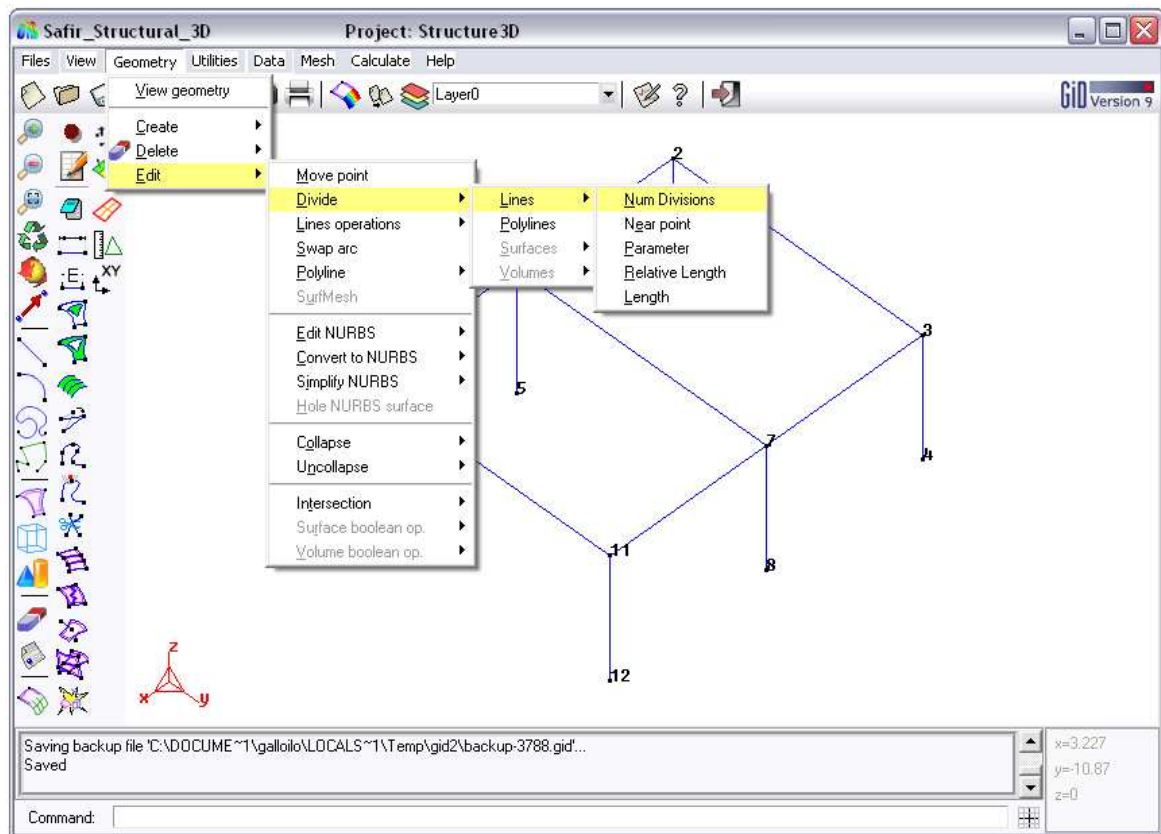 Safir_Structural_3D Project: Structure3D
Files View Geometry Utilities Data Mesh Calculate Help
View geometry
Create
Delete
Edit
Layer0
GiD Version 9
Move point
Divide
Lines operations
Swap arc
Polyline
SurfMesh
Edit NURBS
Convert to NURBS
Simplify NURBS
Hole NURBS surface
Collapse
Uncollapse
Intersection
Surface boolean op.
Volume boolean op.
Lines
Polylines
Surfaces
Volumes
Num Divisions
Near point
Parameter
Relative Length
Length
2
3
5
7
4
11
8
12
E
XY
z
x y
Saving backup file 'C:\DOCUME~1\galloilo\LOCALS~1\Temp\gid2\backup-3788.gid'...
Saved
x=3.227
y=-10.87
z=0
Command: